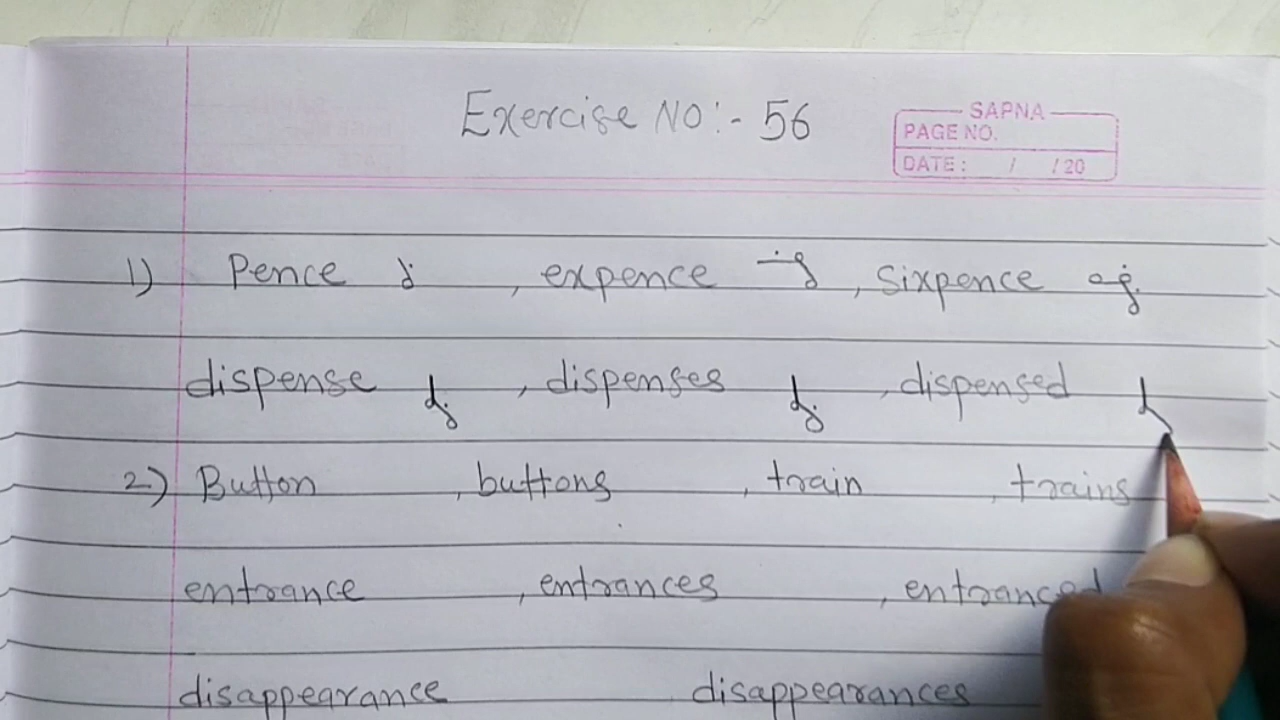 Exercise NO:- 56
SAPNA
PAGE NO.
DATE: / /20
1) Pence , expence , Sixpence
dispense , dispenses , dispensed
2) Button , buttons , train , trains
entrance , entrances , entranced
disappearance disappearances